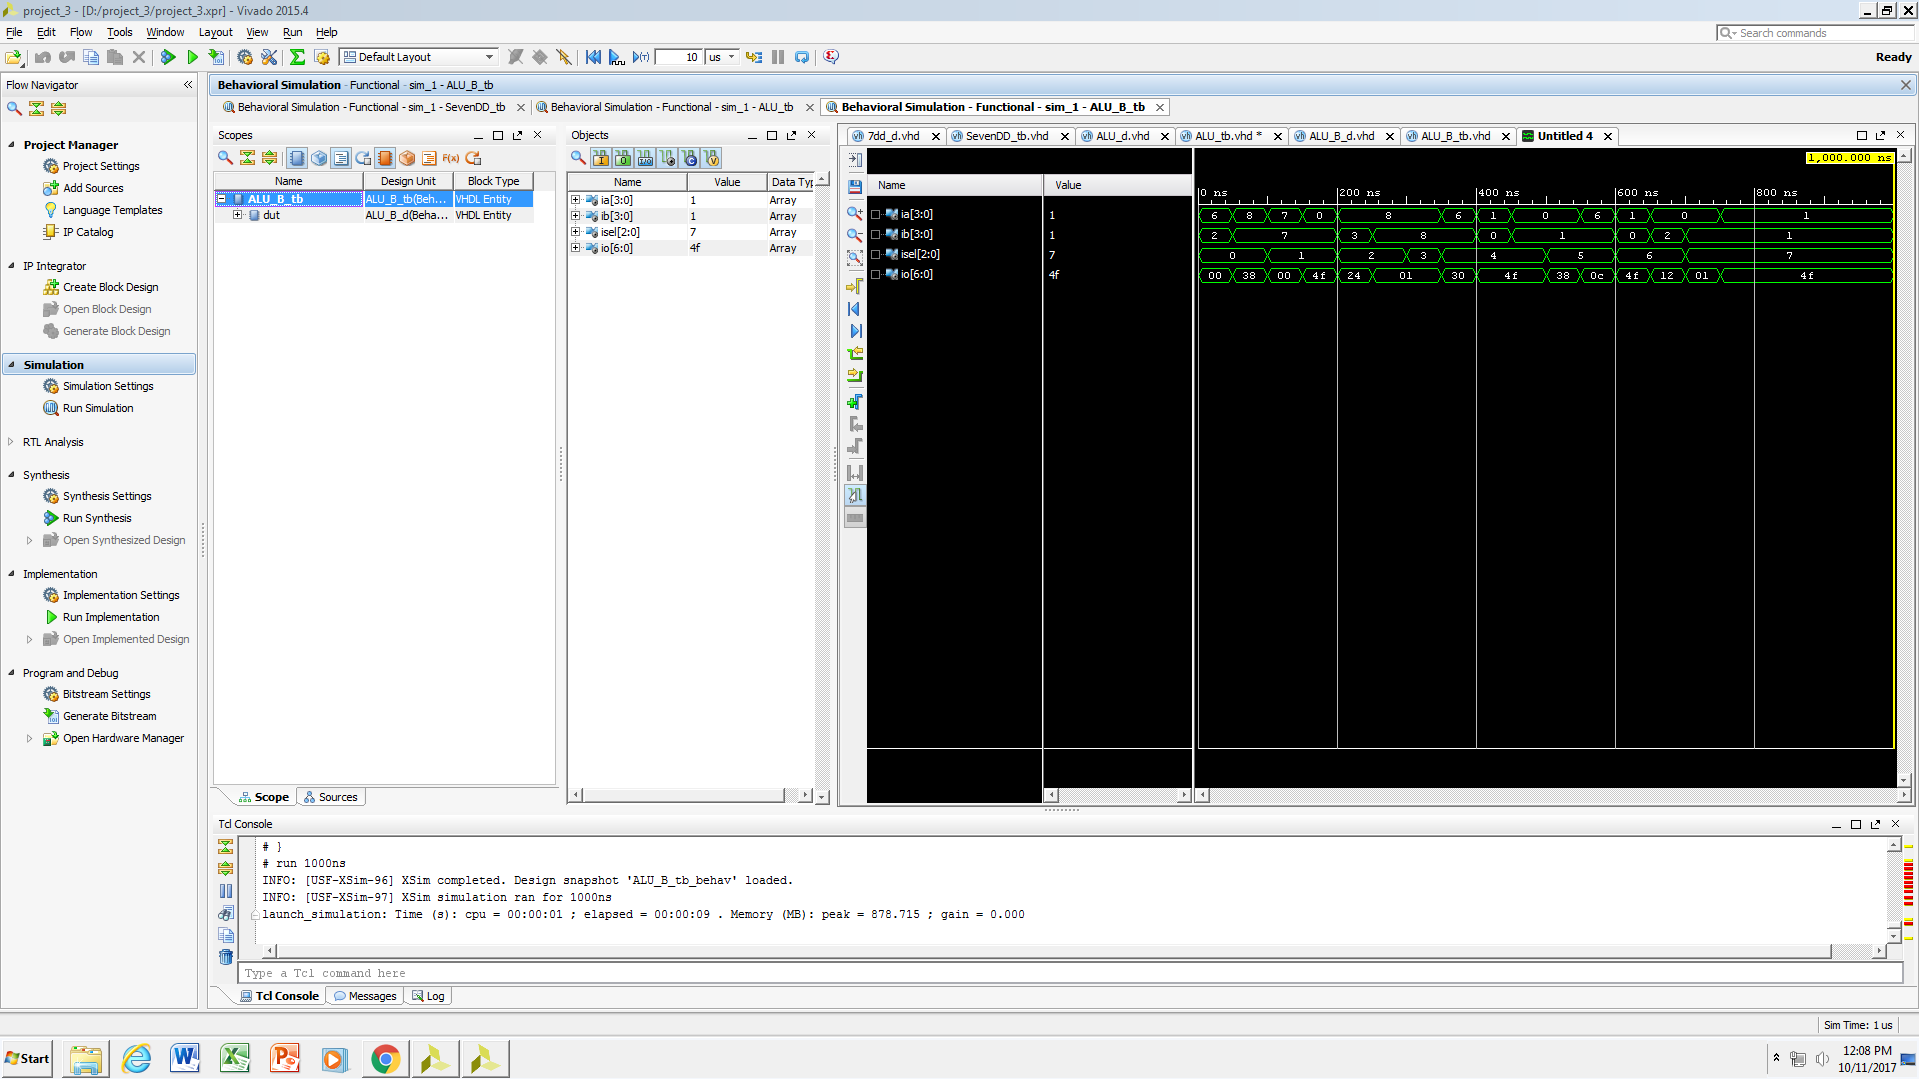 project_3 - [D:/project_3/project_3.xpr] - Vivado 2015.4
File Edit Flow Tools Window Layout View Run Help
Search commands
Default Layout
10 us
Ready
Flow Navigator
Project Manager
Project Settings
Add Sources
Language Templates
IP Catalog
IP Integrator
Create Block Design
Open Block Design
Generate Block Design
Simulation
Simulation Settings
Run Simulation
RTL Analysis
Synthesis
Synthesis Settings
Run Synthesis
Open Synthesized Design
Implementation
Implementation Settings
Run Implementation
Open Implemented Design
Program and Debug
Bitstream Settings
Generate Bitstream
Open Hardware Manager
Behavioral Simulation - Functional - sim_1 - ALU_B_tb
Behavioral Simulation - Functional - sim_1 - SevenDD_tb
Behavioral Simulation - Functional - sim_1 - ALU_tb
Behavioral Simulation - Functional - sim_1 - ALU_B_tb
Scopes
F(x)
Name Design Unit Block Type
ALU_B_tb ALU_B_tb(Beh... VHDL Entity
dut ALU_B_d(Beha... VHDL Entity
Scope Sources
Objects
Name Value Data Typ
ia[3:0] 1 Array
ib[3:0] 1 Array
isel[2:0] 7 Array
io[6:0] 4f Array
7dd_d.vhd SevenDD_tb.vhd ALU_d.vhd ALU_tb.vhd * ALU_B_d.vhd ALU_B_tb.vhd Untitled 4
1,000.000 ns
Name Value
0 ns 200 ns 400 ns 600 ns 800 ns
ia[3:0] 1 6 8 7 0 8 6 1 0 6 1 0 1
ib[3:0] 1 2 7 3 8 0 1 0 2 1
isel[2:0] 7 0 1 2 3 4 5 6 7
io[6:0] 4f 00 38 00 4f 24 01 30 4f 38 0c 4f 12 01 4f
Tcl Console
# }
# run 1000ns
INFO: [USF-XSim-96] XSim completed. Design snapshot 'ALU_B_tb_behav' loaded.
INFO: [USF-XSim-97] XSim simulation ran for 1000ns
launch_simulation: Time (s): cpu = 00:00:01 ; elapsed = 00:00:09 . Memory (MB): peak = 878.715 ; gain = 0.000
Type a Tcl command here
Tcl Console Messages Log
Sim Time: 1 us
Start
12:08 PM
10/11/2017